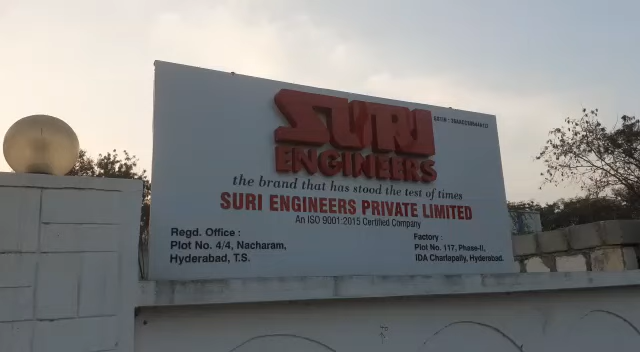 SURI
ENGINEERS
the brand that has stood the test of times
SURI ENGINEERS PRIVATE LIMITED
An ISO 9001:2015 Certified Company
Regd. Office :
Plot No. 4/4, Nacharam,
Hyderabad, T.S.
Factory :
Plot No. 117, Phase-II,
IDA Charlapally, Hyderabad.